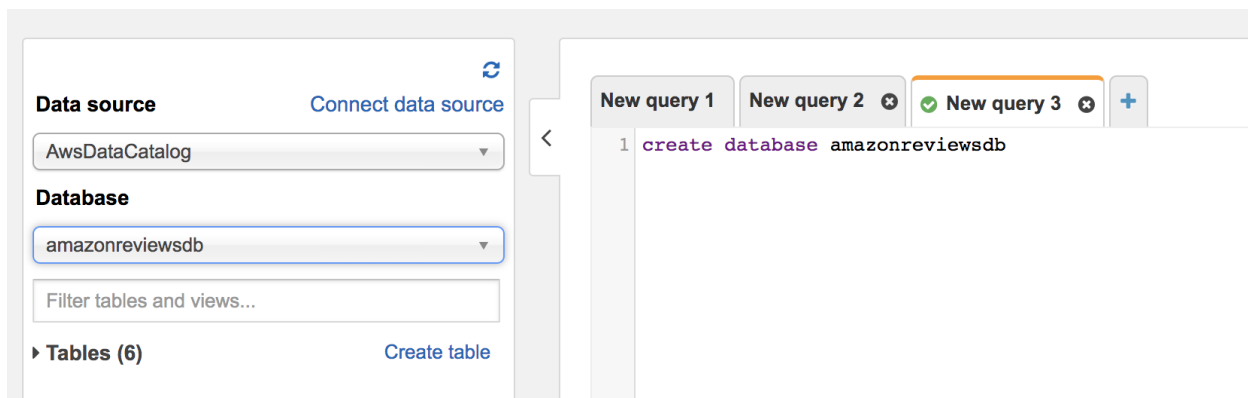 Data source
Connect data source
AwsDataCatalog
Database
amazonreviewsdb
Filter tables and views...
Tables (6)
Create table
New query 1
New query 2
New query 3
+
1
create database amazonreviewsdb